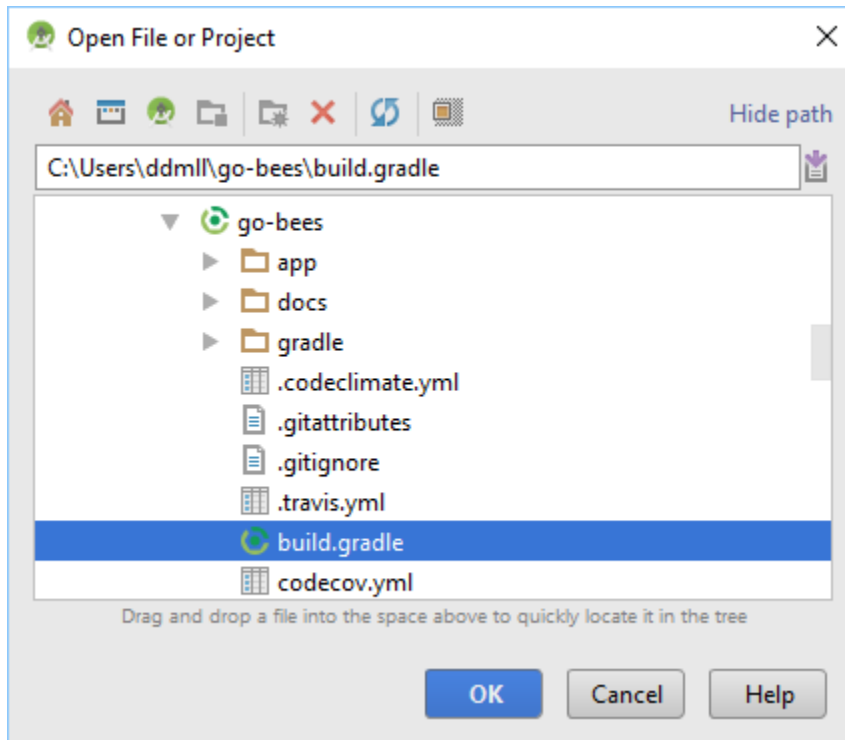 Open File or Project
Hide path
C:\Users\ddmll\go-bees\build.gradle
go-bees
app
docs
gradle
.codeclimate.yml
.gitattributes
.gitignore
.travis.yml
build.gradle
codecov.yml
Drag and drop a file into the space above to quickly locate it in the tree
OK Cancel Help